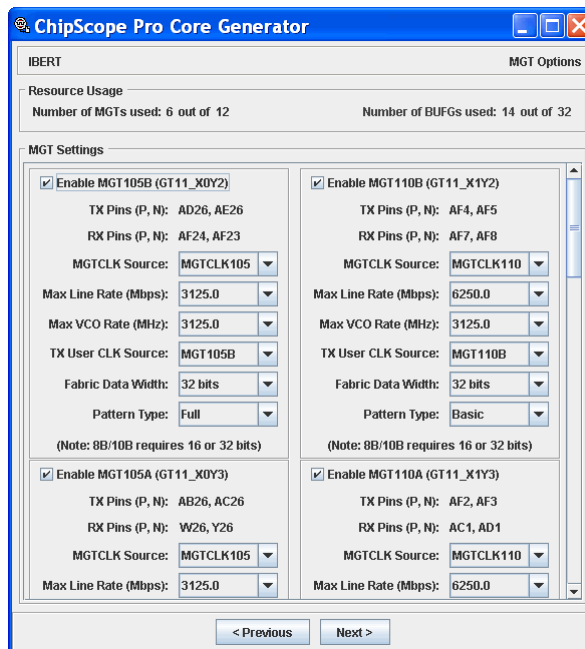 ChipScope Pro Core Generator
IBERT
MGT Options
Resource Usage
Number of MGTs used: 6 out of 12
Number of BUFGs used: 14 out of 32
MGT Settings
Enable MGT105B (GT11_X0Y2)
TX Pins (P, N): AD26, AE26
RX Pins (P, N): AF24, AF23
MGTCLK Source: MGTCLK105
Max Line Rate (Mbps): 3125.0
Max VCO Rate (MHz): 3125.0
TX User CLK Source: MGT105B
Fabric Data Width: 32 bits
Pattern Type: Full
(Note: 8B/10B requires 16 or 32 bits)
Enable MGT110B (GT11_X1Y2)
TX Pins (P, N): AF4, AF5
RX Pins (P, N): AF7, AF8
MGTCLK Source: MGTCLK110
Max Line Rate (Mbps): 6250.0
Max VCO Rate (MHz): 3125.0
TX User CLK Source: MGT110B
Fabric Data Width: 32 bits
Pattern Type: Basic
(Note: 8B/10B requires 16 or 32 bits)
Enable MGT105A (GT11_X0Y3)
TX Pins (P, N): AB26, AC26
RX Pins (P, N): W26, Y26
MGTCLK Source: MGTCLK105
Max Line Rate (Mbps): 3125.0
Enable MGT110A (GT11_X1Y3)
TX Pins (P, N): AF2, AF3
RX Pins (P, N): AC1, AD1
MGTCLK Source: MGTCLK110
Max Line Rate (Mbps): 6250.0
< Previous
Next >